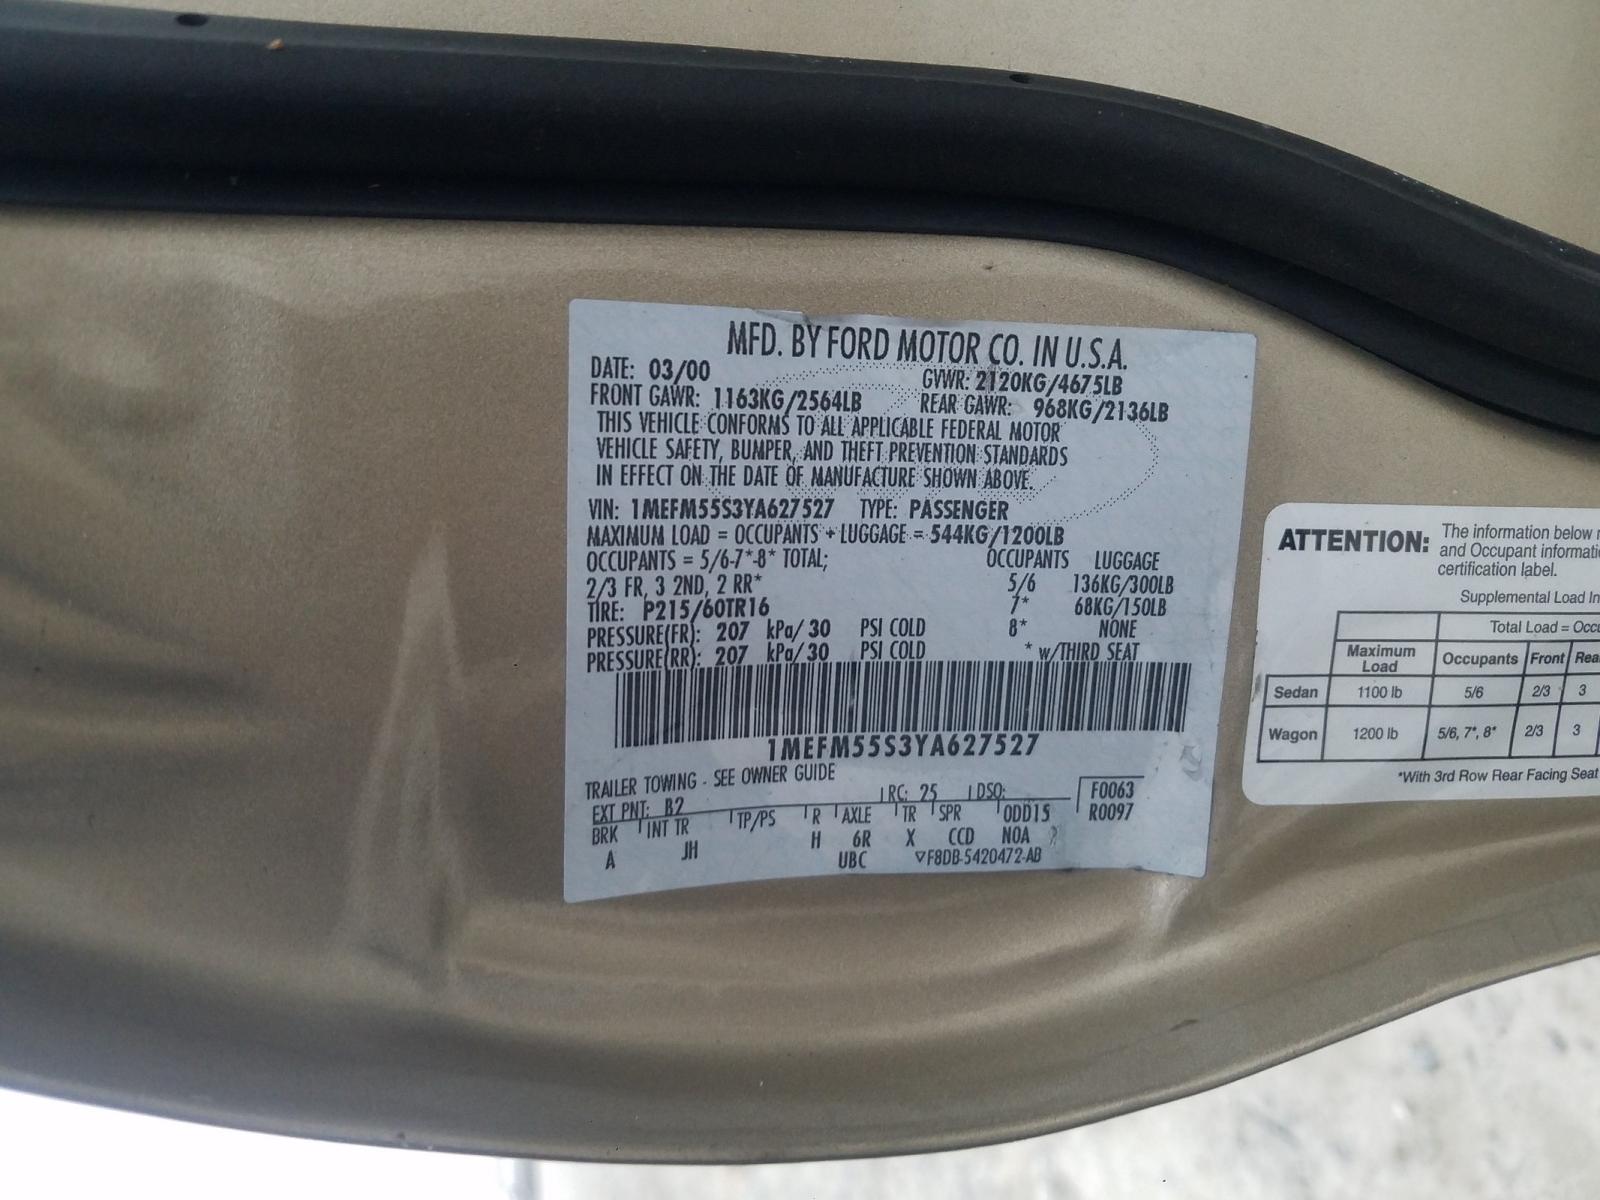 MFD. BY FORD MOTOR CO. IN U.S.A.
DATE: 03/00 GVWR: 2120KG/4675LB
FRONT GAWR: 1163KG/2564LB REAR GAWR: 968KG/2136LB
THIS VEHICLE CONFORMS TO ALL APPLICABLE FEDERAL MOTOR
VEHICLE SAFETY, BUMPER, AND THEFT PREVENTION STANDARDS
IN EFFECT ON THE DATE OF MANUFACTURE SHOWN ABOVE.
VIN: 1MEFM55S3YA627527 TYPE: PASSENGER
MAXIMUM LOAD = OCCUPANTS + LUGGAGE = 544KG/1200LB
OCCUPANTS = 5/6-7*-8* TOTAL; OCCUPANTS LUGGAGE
2/3 FR, 3 2ND, 2 RR* 5/6 136KG/300LB
TIRE: P215/60TR16 7* 68KG/150LB
PRESSURE(FR): 207 kPa/ 30 PSI COLD 8* NONE
PRESSURE(RR): 207 kPa/ 30 PSI COLD * w/THIRD SEAT
1MEFM55S3YA627527
TRAILER TOWING - SEE OWNER GUIDE
EXT PNT: B2 RC: 25 DSO: F0063
BRK INT TR TP/PS R AXLE TR SPR ODD15 R0097
A JH H 6R X CCD NOA
UBC ▽F8DB-5420472-AB
ATTENTION: The information below
and Occupant
certification label.
Supplemental Load
Total Load =
Maximum Load Occupants Front
Sedan 1100 lb 5/6 2/3 3
Wagon 1200 lb 5/6, 7*, 8* 2/3 3
*With 3rd Row Rear Facing Seat